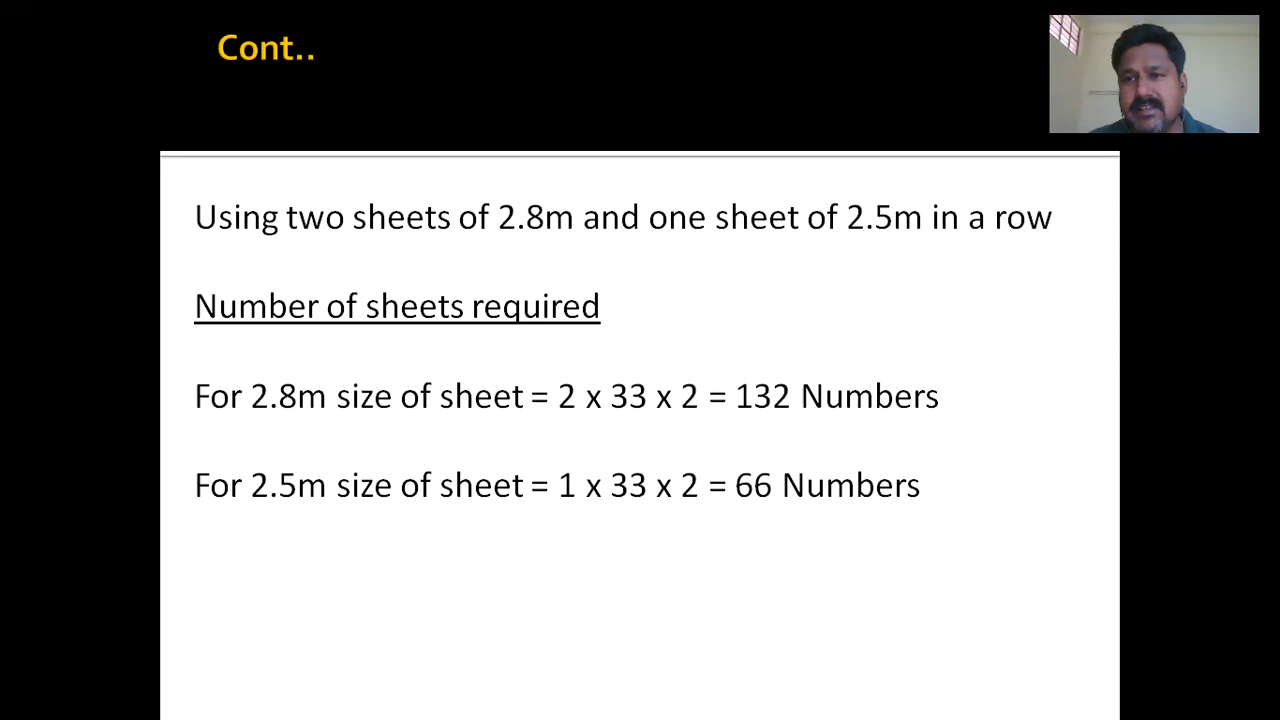 Cont..
Using two sheets of 2.8m and one sheet of 2.5m in a row
Number of sheets required
For 2.8m size of sheet = 2 x 33 x 2 = 132 Numbers
For 2.5m size of sheet = 1 x 33 x 2 = 66 Numbers